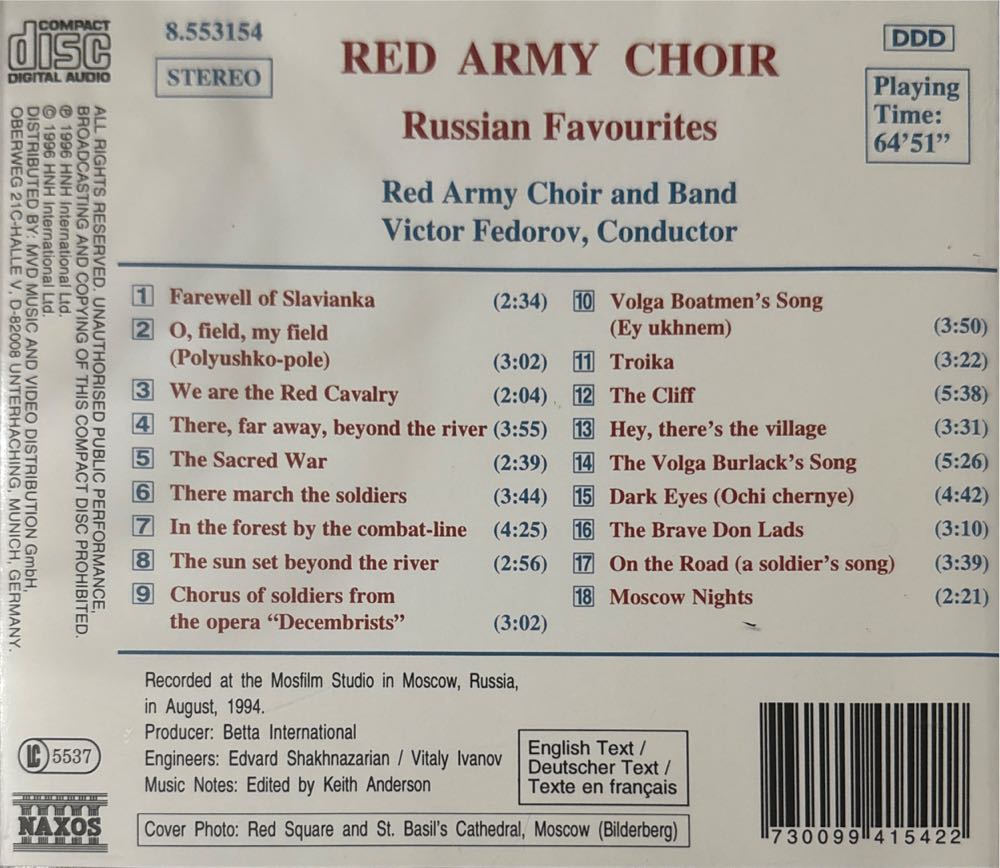 COMPACT
disc
DIGITAL AUDIO
8.553154
STEREO
RED ARMY CHOIR
Russian Favourites
Red Army Choir and Band
Victor Fedorov, Conductor
DDD
Playing
Time:
64’51”
ALL RIGHTS RESERVED. UNAUTHORISED PUBLIC PERFORMANCE,
BROADCASTING AND COPYING OF THIS COMPACT DISC PROHIBITED.
℗ 1996 HNH International Ltd.
© 1996 HNH International Ltd.
DISTRIBUTED BY: MVD MUSIC AND VIDEO DISTRIBUTION GmbH,
OBERWEG 21C-HALLE V, D-82008 UNTERHACHING, MUNICH, GERMANY.
1 Farewell of Slavianka (2:34)
2 O, field, my field
(Polyushko-pole) (3:02)
3 We are the Red Cavalry (2:04)
4 There, far away, beyond the river (3:55)
5 The Sacred War (2:39)
6 There march the soldiers (3:44)
7 In the forest by the combat-line (4:25)
8 The sun set beyond the river (2:56)
9 Chorus of soldiers from
the opera “Decembrists” (3:02)
10 Volga Boatmen’s Song
(Ey ukhnem) (3:50)
11 Troika (3:22)
12 The Cliff (5:38)
13 Hey, there’s the village (3:31)
14 The Volga Burlack’s Song (5:26)
15 Dark Eyes (Ochi chernye) (4:42)
16 The Brave Don Lads (3:10)
17 On the Road (a soldier’s song) (3:39)
18 Moscow Nights (2:21)
Recorded at the Mosfilm Studio in Moscow, Russia,
in August, 1994.
Producer: Betta International
Engineers: Edvard Shakhnazarian / Vitaly Ivanov
Music Notes: Edited by Keith Anderson
English Text /
Deutscher Text /
Texte en français
Cover Photo: Red Square and St. Basil's Cathedral, Moscow (Bilderberg)
LC 5537
NAXOS
730099 415422